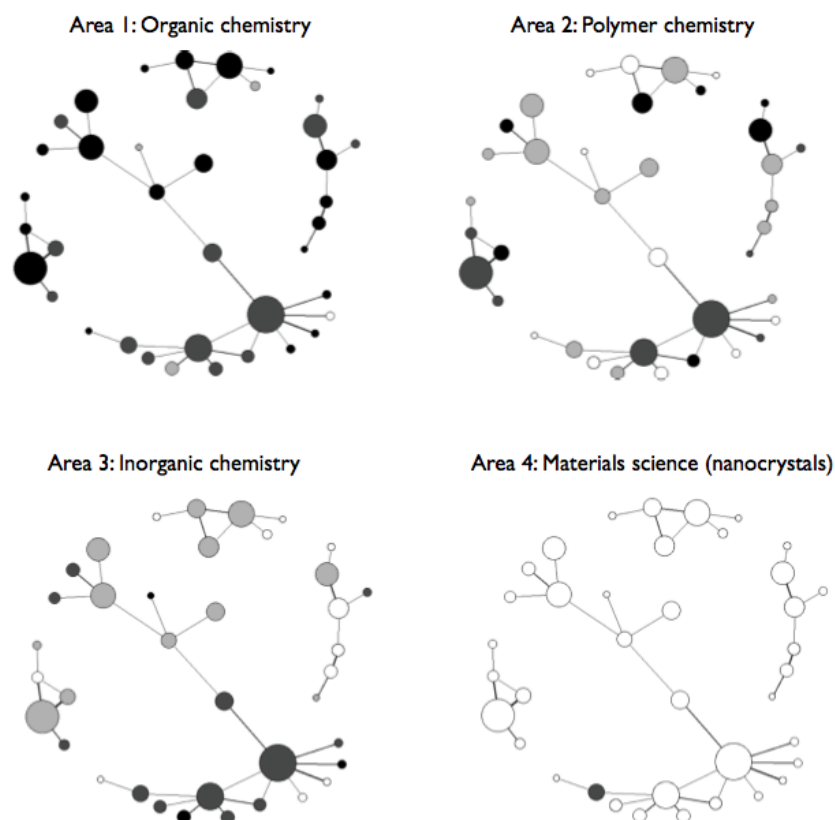 Area 1: Organic chemistry
Area 2: Polymer chemistry
Area 3: Inorganic chemistry
Area 4: Materials science (nanocrystals)